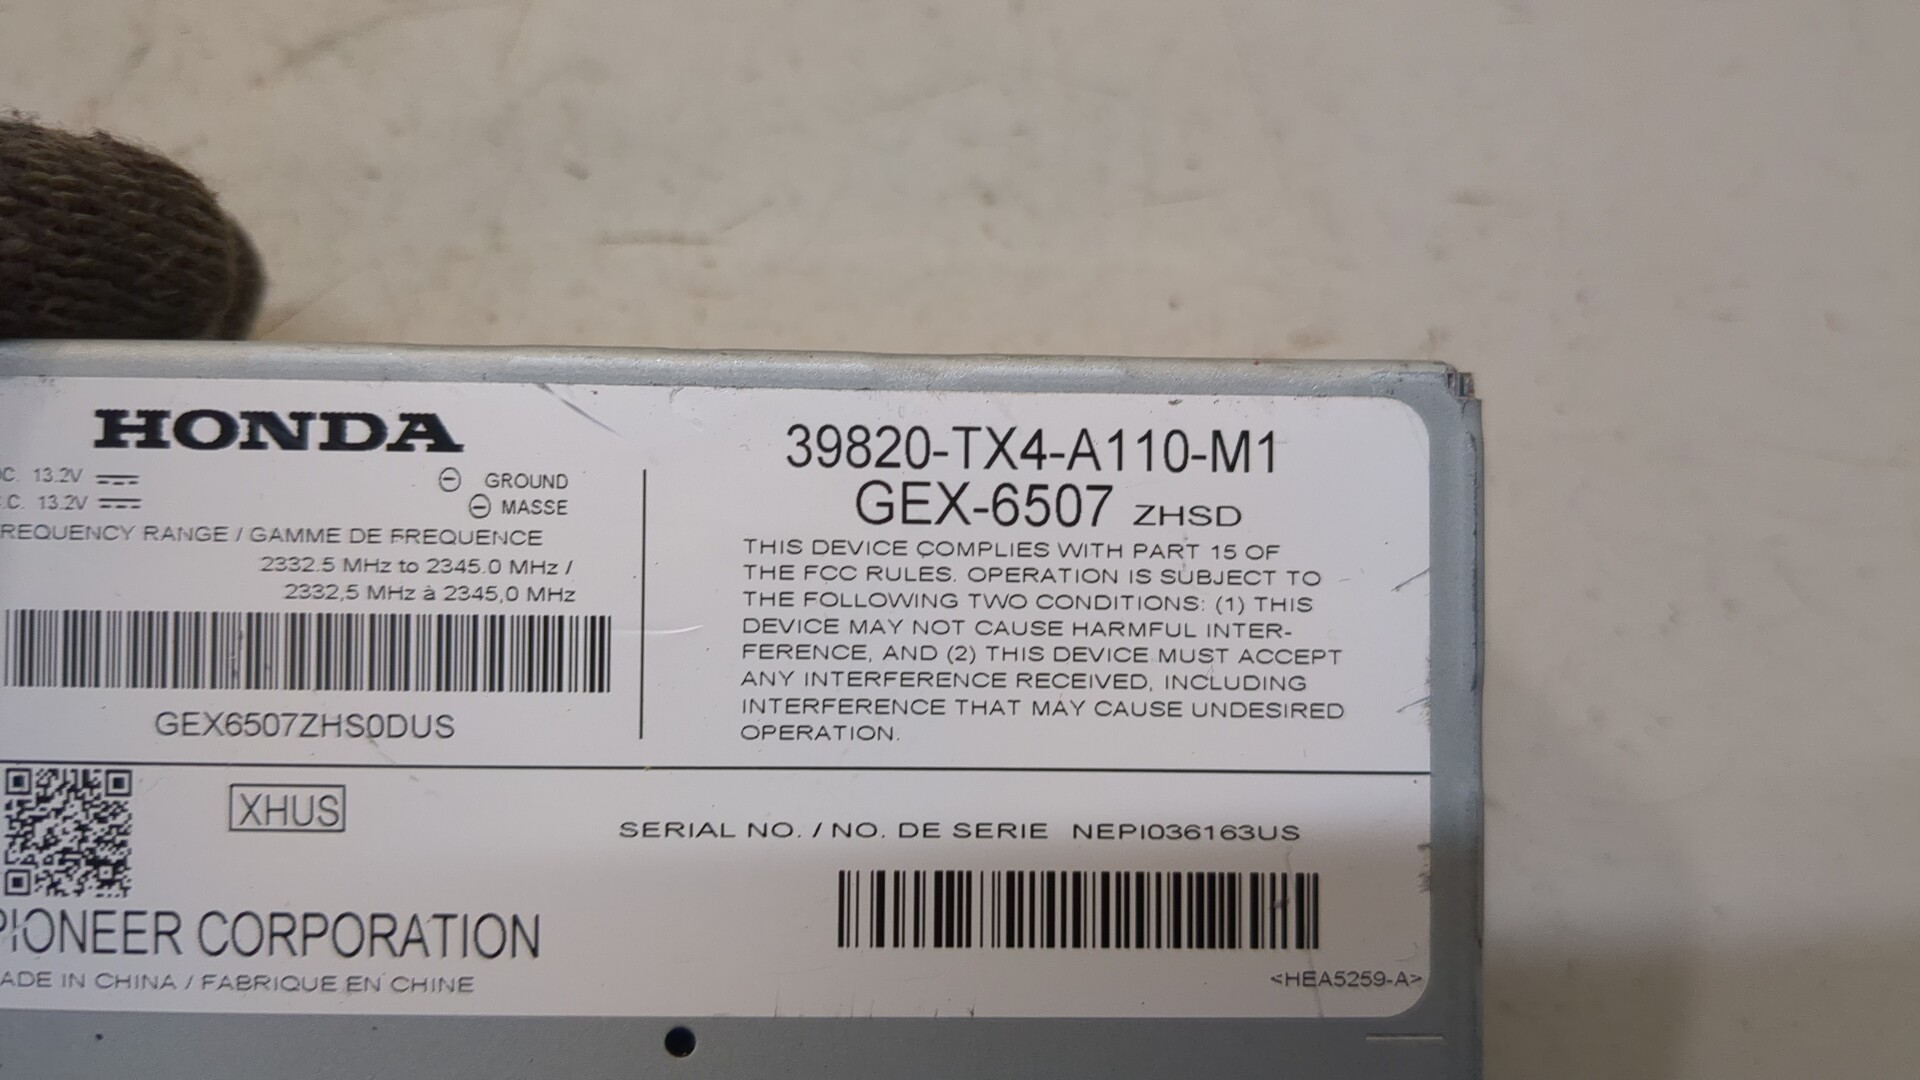 HONDA
C. 13.2V
.C. 13.2V
⊖ GROUND
⊖ MASSE
REQUENCY RANGE / GAMME DE FREQUENCE
2332.5 MHz to 2345.0 MHz /
2332,5 MHz à 2345,0 MHz
GEX6507ZHS0DUS
39820-TX4-A110-M1
GEX-6507 ZHSD
THIS DEVICE COMPLIES WITH PART 15 OF
THE FCC RULES. OPERATION IS SUBJECT TO
THE FOLLOWING TWO CONDITIONS: (1) THIS
DEVICE MAY NOT CAUSE HARMFUL INTER-
FERENCE, AND (2) THIS DEVICE MUST ACCEPT
ANY INTERFERENCE RECEIVED, INCLUDING
INTERFERENCE THAT MAY CAUSE UNDESIRED
OPERATION.
XHUS
SERIAL NO. / NO. DE SERIE NEPI036163US
PIONEER CORPORATION
ADE IN CHINA / FABRIQUE EN CHINE
<HEA5259-A>